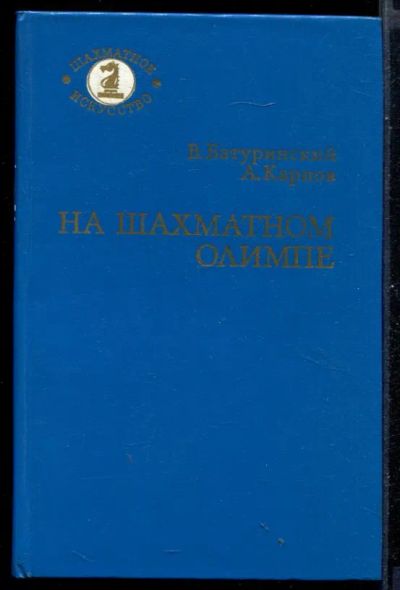 ШАХМАТНОЕ
ИСКУССТВО
В. Батуринский
А. Карпов
НА ШАХМАТНОМ
ОЛИМПЕ